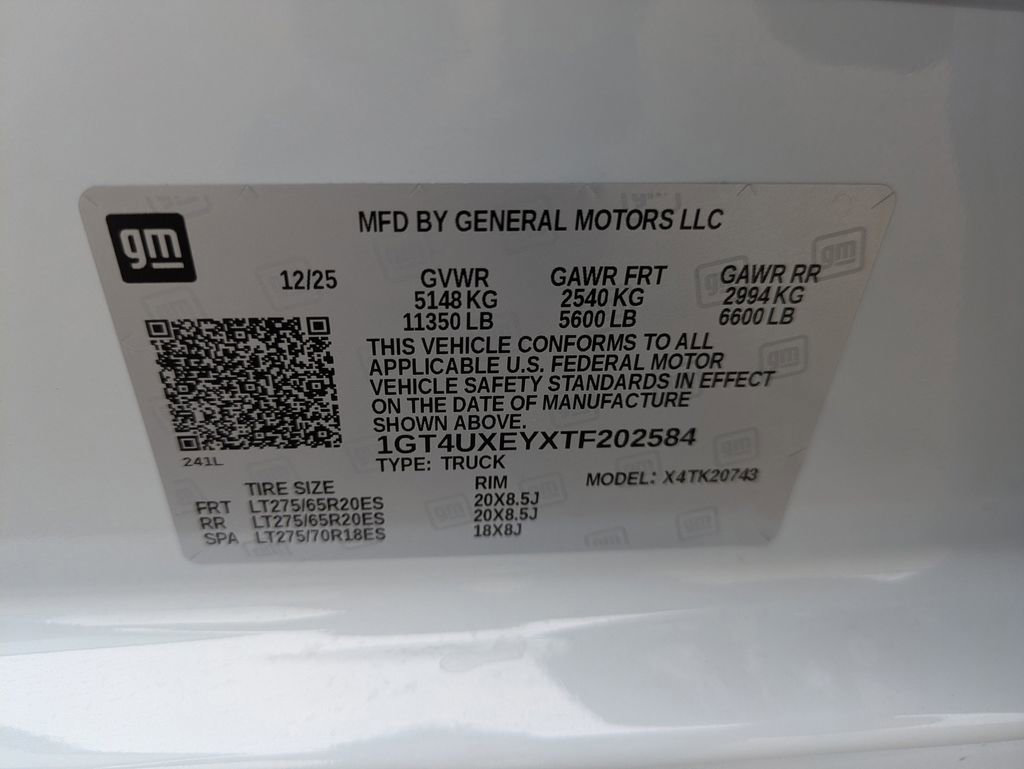 gm
MFD BY GENERAL MOTORS LLC
12/25 GVWR GAWR FRT GAWR RR
5148 KG 2540 KG 2994 KG
11350 LB 5600 LB 6600 LB
THIS VEHICLE CONFORMS TO ALL
APPLICABLE U.S. FEDERAL MOTOR
VEHICLE SAFETY STANDARDS IN EFFECT
ON THE DATE OF MANUFACTURE
SHOWN ABOVE.
1GT4UXEYXTF202584
241L
TYPE: TRUCK MODEL: X4TK20743
TIRE SIZE RIM
FRT LT275/65R20ES 20X8.5J
RR LT275/65R20ES 20X8.5J
SPA LT275/70R18ES 18X8J